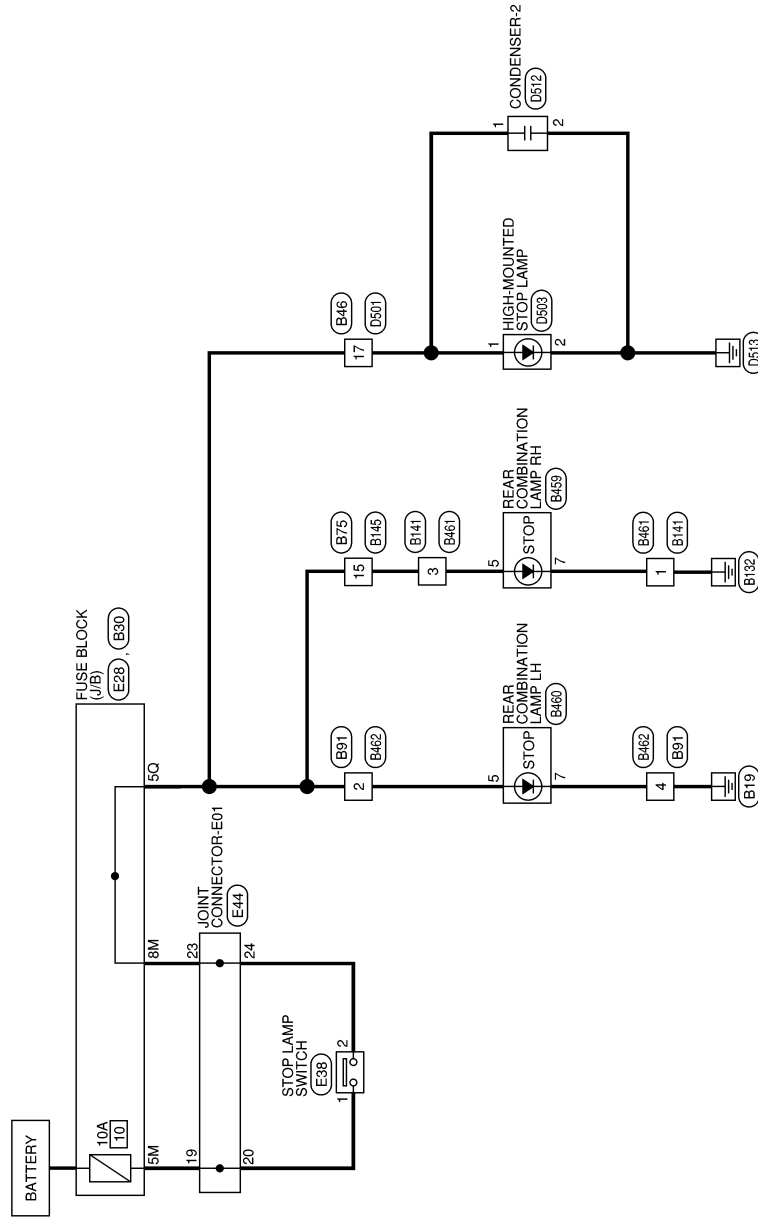 BATTERY
10A
10
5M
8M
5Q
FUSE BLOCK
(J/B)
E28 , B30
19
20
23
24
JOINT
CONNECTOR-E01
E44
STOP LAMP
SWITCH
E38
1
2
B91
2
B462
5
STOP
7
REAR
COMBINATION
LAMP LH
B460
B462
4
B91
B19
B75
15
B145
B141
3
B461
5
STOP
7
REAR
COMBINATION
LAMP RH
B459
B461
1
B141
B132
B46
17
D501
1
2
HIGH-MOUNTED
STOP LAMP
D503
D513
1
2
CONDENSER-2
D512